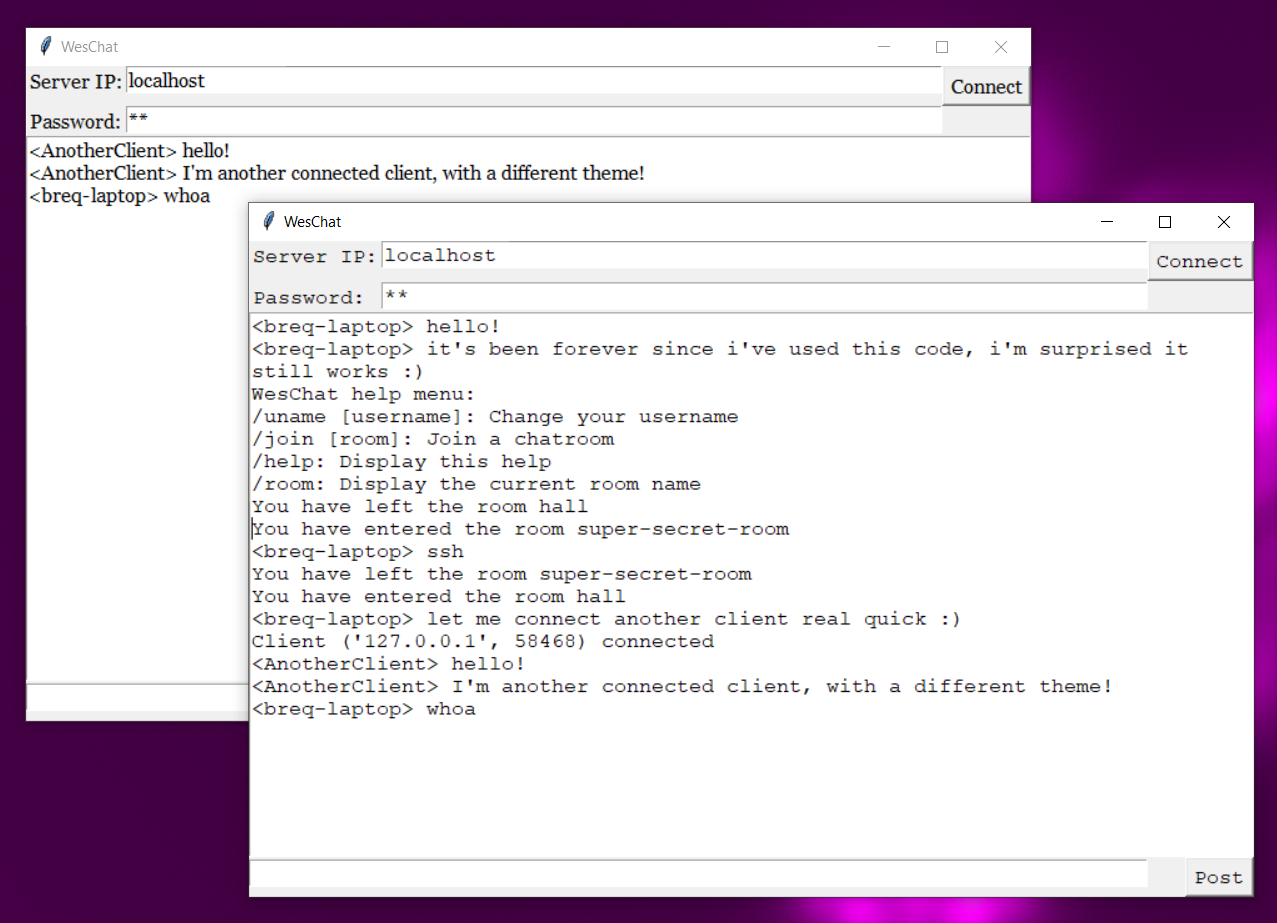 WesChat
Server IP: localhost
Connect
Password: **
<AnotherClient> hello!
<AnotherClient> I'm another connected client, with a different theme!
<breq-laptop> whoa
WesChat
Server IP: localhost
Connect
Password: **
<breq-laptop> hello!
<breq-laptop> it's been forever since i've used this code, i'm surprised it
still works :)
WesChat help menu:
/uname [username]: Change your username
/join [room]: Join a chatroom
/help: Display this help
/room: Display the current room name
You have left the room hall
You have entered the room super-secret-room
<breq-laptop> ssh
You have left the room super-secret-room
You have entered the room hall
<breq-laptop> let me connect another client real quick :)
Client ('127.0.0.1', 58468) connected
<AnotherClient> hello!
<AnotherClient> I'm another connected client, with a different theme!
<breq-laptop> whoa
Post